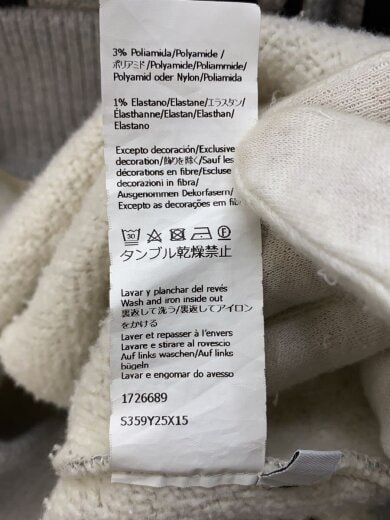 3% Poliamida/Polyamide /
ポリアミド/Polyamide/Poliammide/
Polyamid oder Nylon/Poliamida
1% Elastano/Elastane/エラスタン/
Élasthanne/Elastan/Elasthan/
Elastano
Excepto decoración/Exclusive
decoration/飾りを除く/Sauf les
décorations en fibre/Escluse
decorazioni in fibra/
Ausgenommen Dekorfasern/
Excepto as decorações em fib
30 P
タンブル乾燥禁止
Lavar y planchar del revés
Wash and iron inside out
裏返して洗う/裏返してアイロン
をかける
Laver et repasser à l'envers
Lavare e stirare al rovescio
Auf links waschen/Auf links
bügeln
Lavar e engomar do avesso
1726689
S359Y25X15